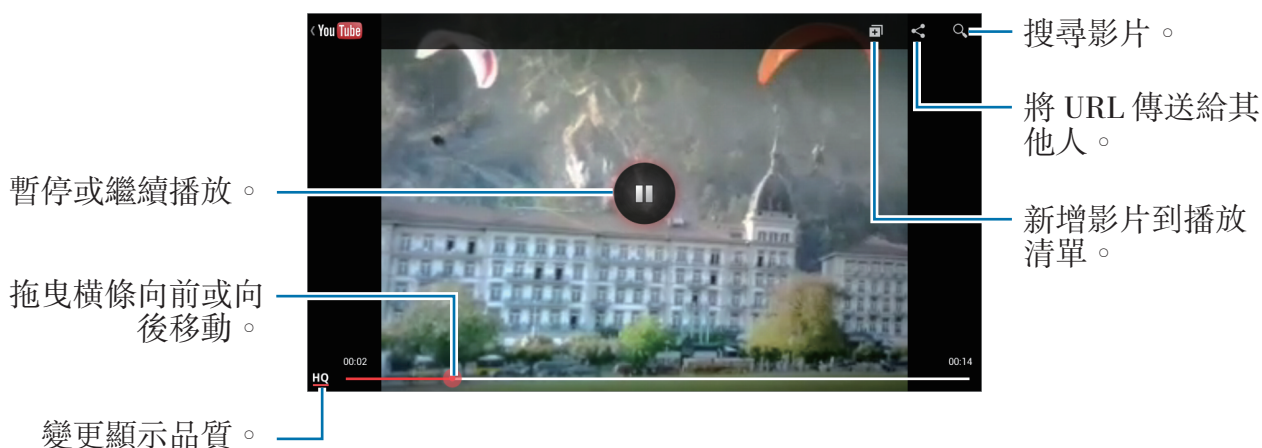 You Tube
搜尋影片。
將 URL 傳送給其
他人。
暫停或繼續播放。
新增影片到播放
清單。
拖曳橫條向前或向
後移動。
00:02
00:14
HQ
變更顯示品質。